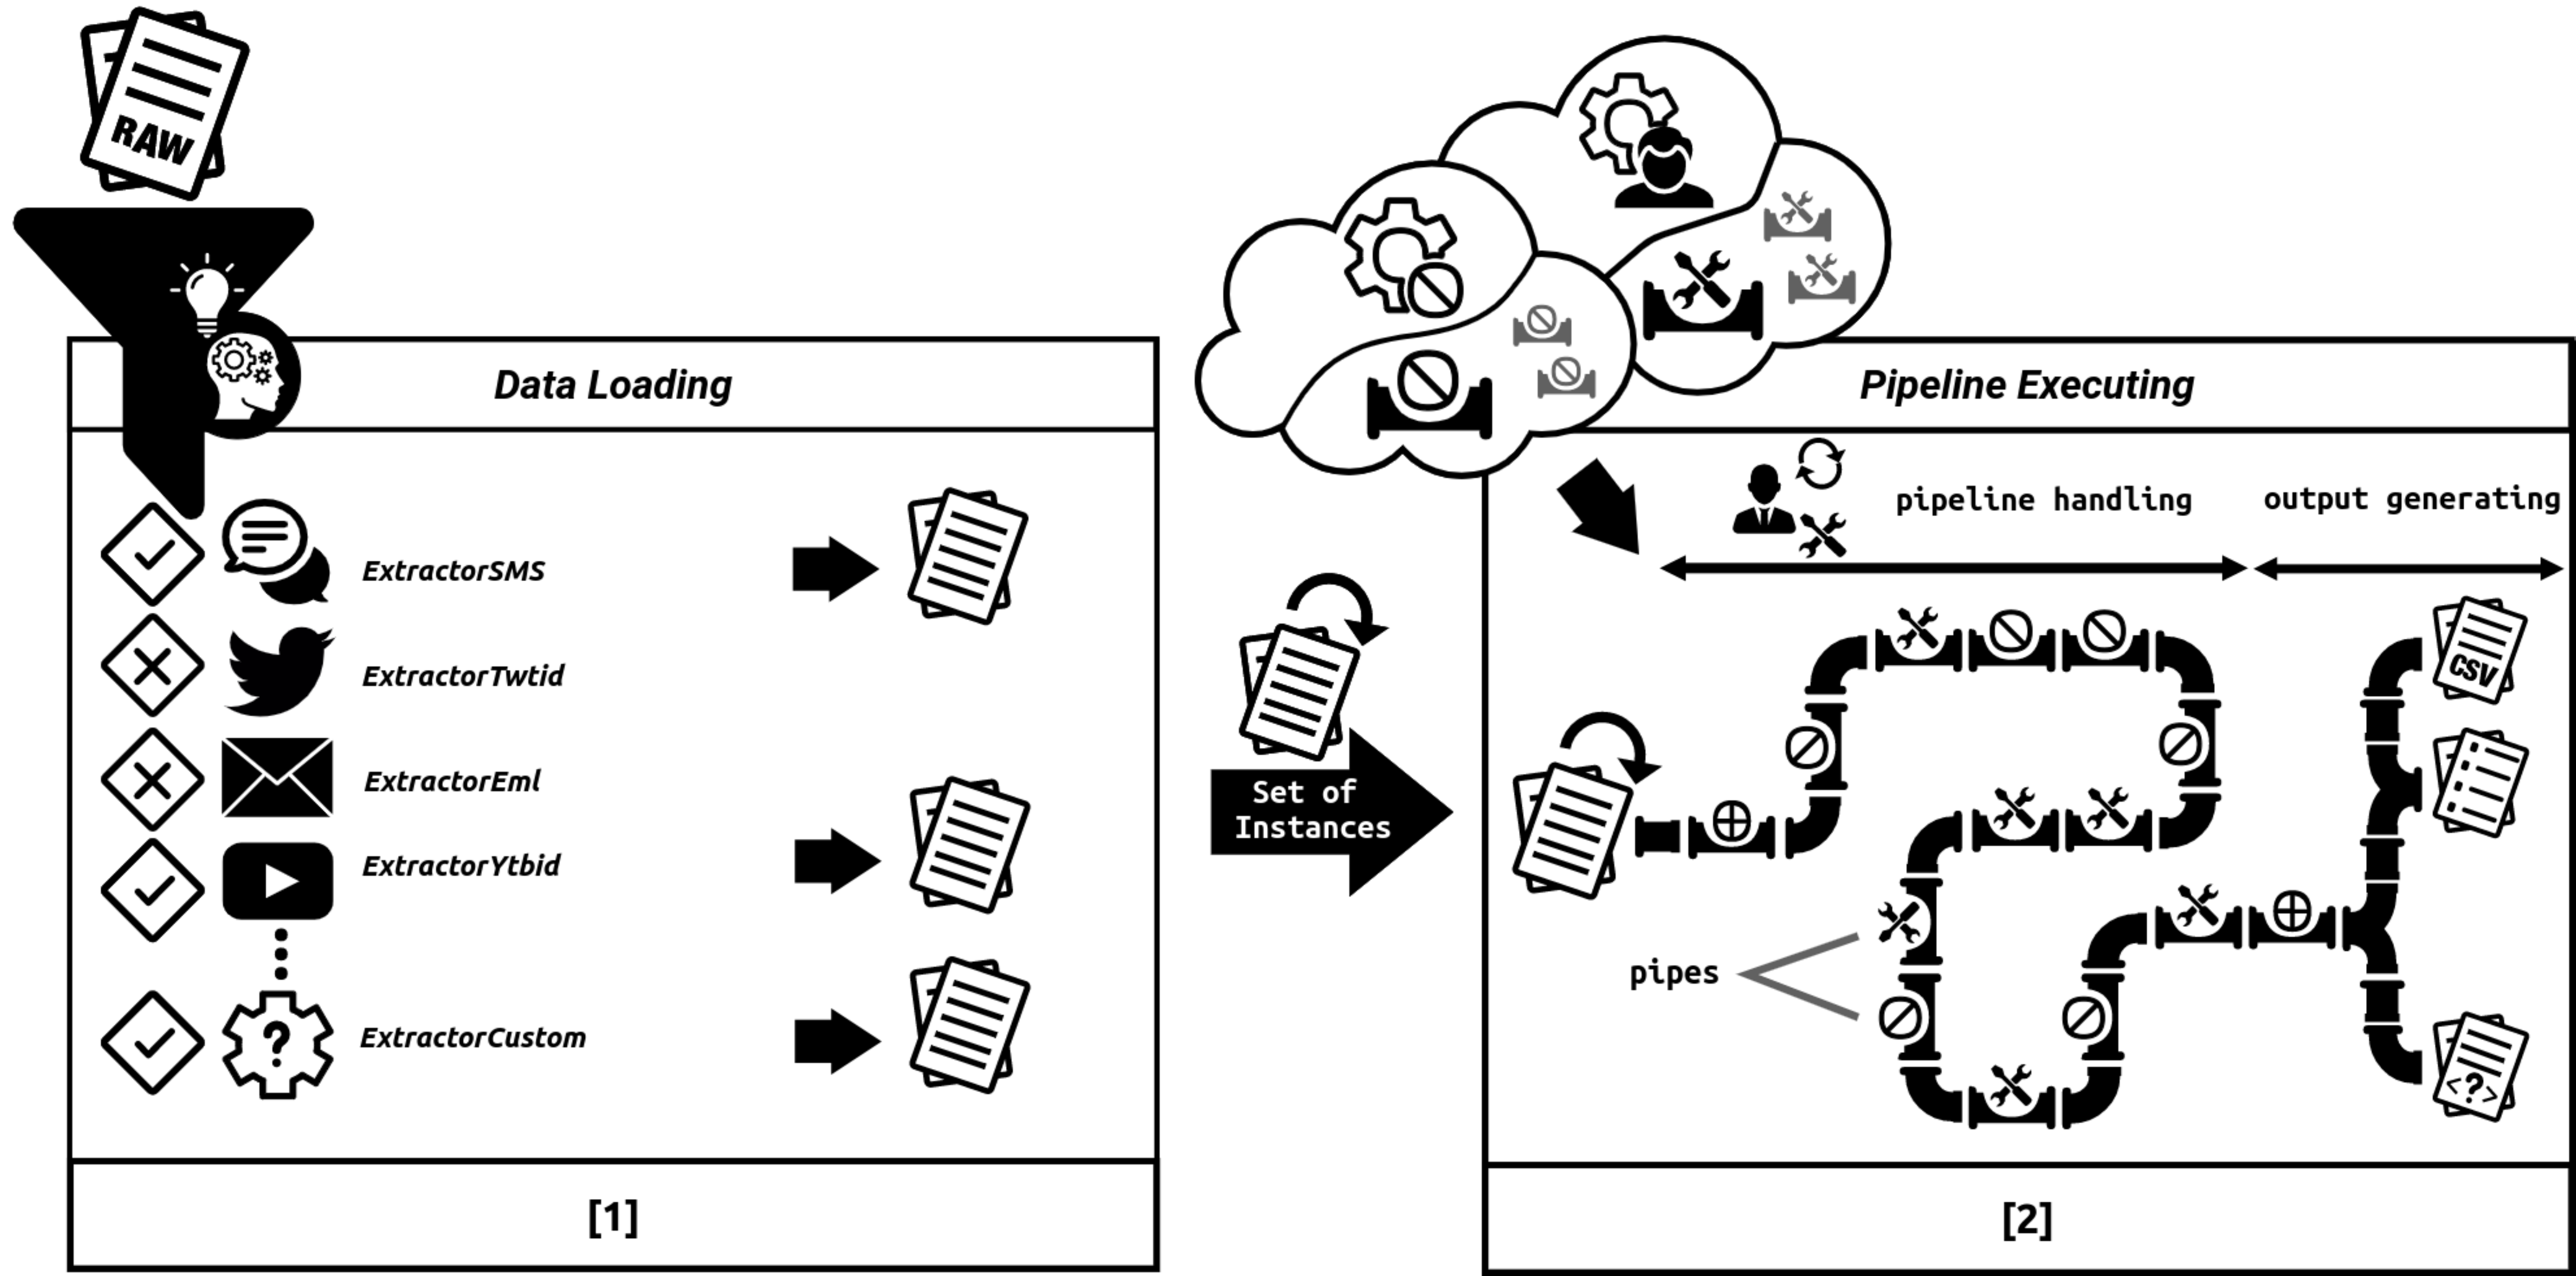 RAW
Data Loading
ExtractorSMS
ExtractorTwtid
ExtractorEml
ExtractorYtbid
?
ExtractorCustom
[1]
Set of
Instances
Pipeline Executing
pipeline handling
output generating
CSV
pipes
<?>
[2]